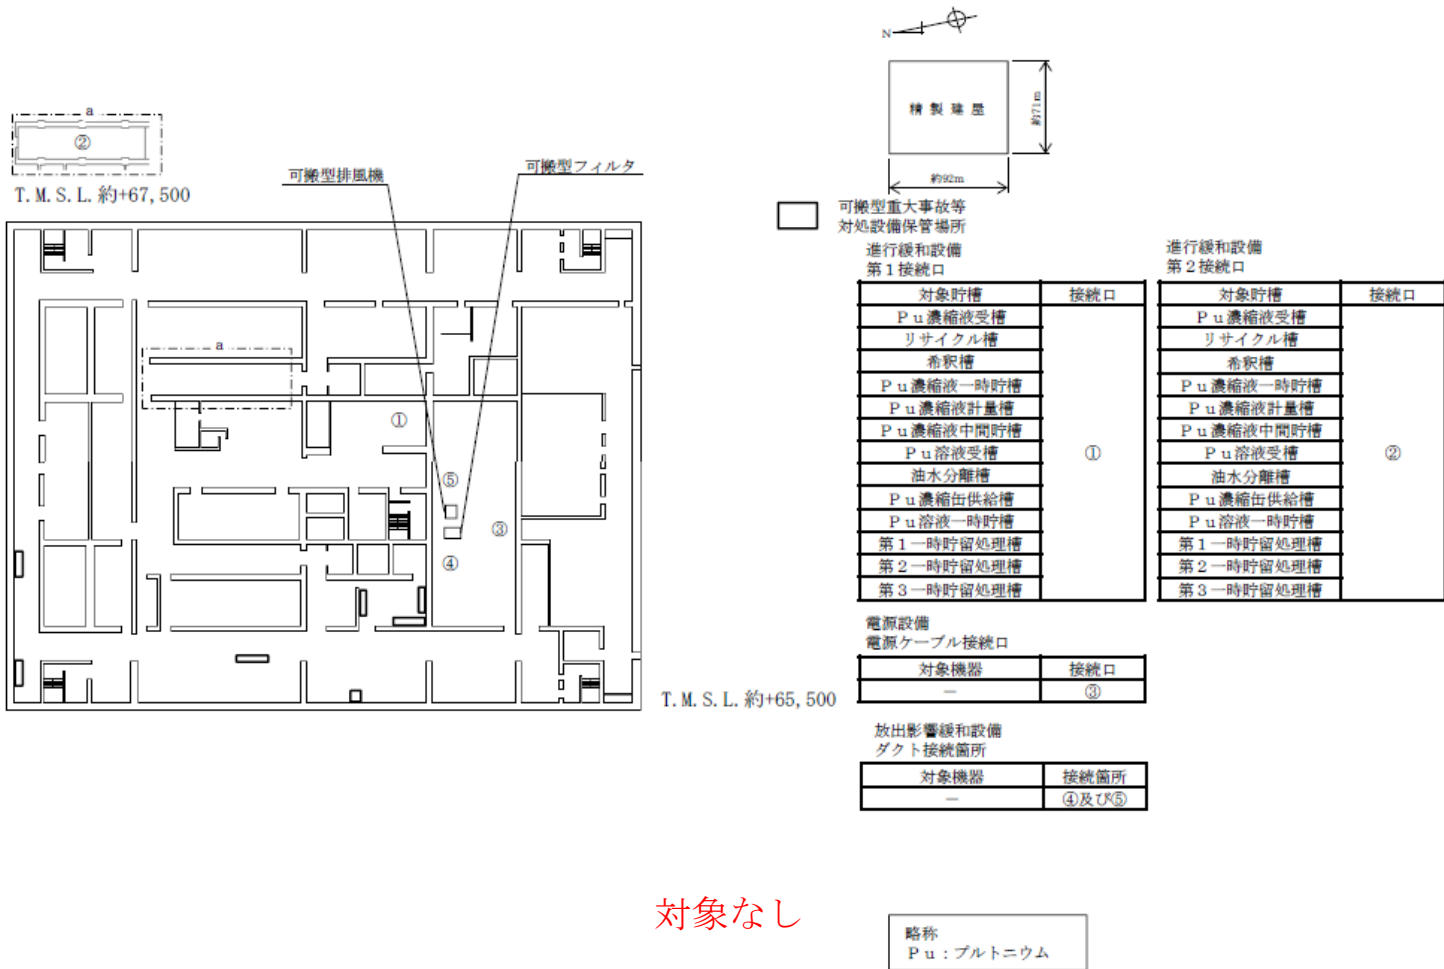 N
精製建屋
約71m
約92m
a
②
T.M.S.L.約+67,500
可搬型排風機
可搬型フィルタ
a
①
⑤
③
④
T.M.S.L.約+65,500
可搬型重大事故等
対処設備保管場所
進行緩和設備
第1接続口
対象貯槽 接続口
Pu濃縮液受槽
リサイクル槽
希釈槽
Pu濃縮液一時貯槽
Pu濃縮液計量槽
Pu濃縮液中間貯槽
Pu溶液受槽 ①
油水分離槽
Pu濃縮缶供給槽
Pu溶液一時貯槽
第1一時貯留処理槽
第2一時貯留処理槽
第3一時貯留処理槽
進行緩和設備
第2接続口
対象貯槽 接続口
Pu濃縮液受槽
リサイクル槽
希釈槽
Pu濃縮液一時貯槽
Pu濃縮液計量槽
Pu濃縮液中間貯槽
Pu溶液受槽 ②
油水分離槽
Pu濃縮缶供給槽
Pu溶液一時貯槽
第1一時貯留処理槽
第2一時貯留処理槽
第3一時貯留処理槽
電源設備
電源ケーブル接続口
対象機器 接続口
― ③
放出影響緩和設備
ダクト接続箇所
対象機器 接続箇所
― ④及び⑤
対象なし
略称
Pu：プルトニウム